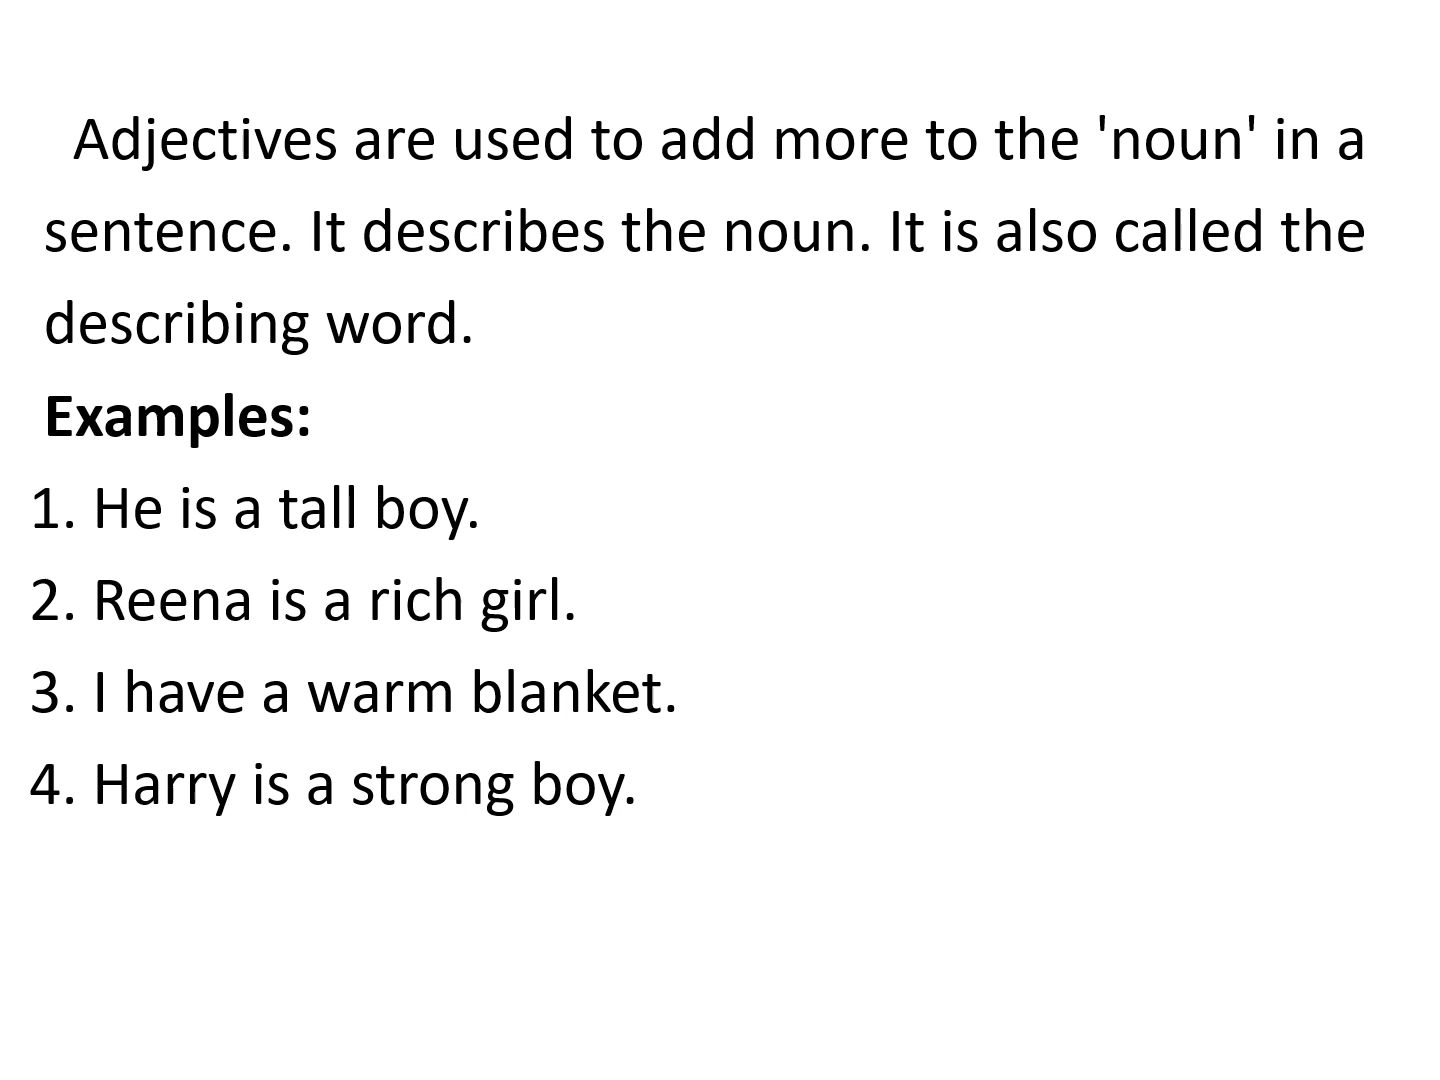 Adjectives are used to add more to the 'noun' in a
sentence. It describes the noun. It is also called the
describing word.
Examples:
1. He is a tall boy.
2. Reena is a rich girl.
3. I have a warm blanket.
4. Harry is a strong boy.